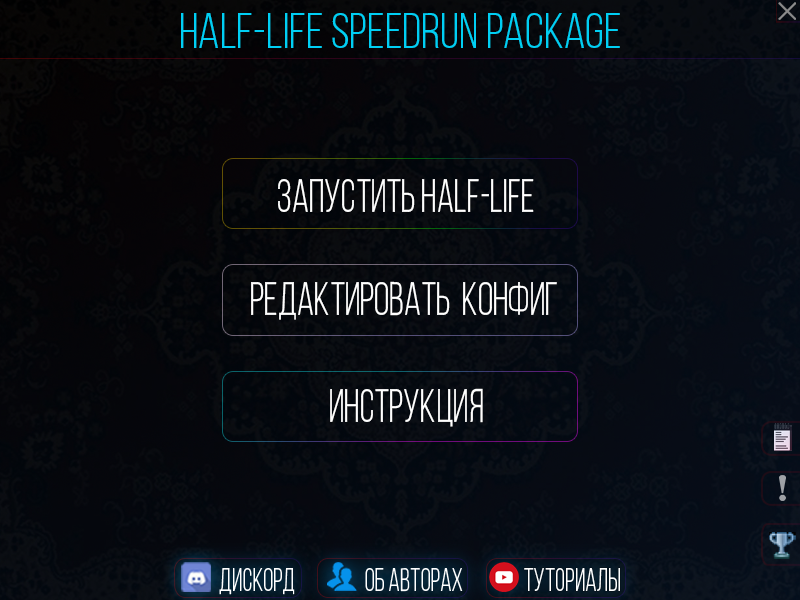 HALF-LIFE SPEEDRUN PACKAGE
ЗАПУСТИТЬ HALF-LIFE
РЕДАКТИРОВАТЬ КОНФИГ
ИНСТРУКЦИЯ
ДИСКОРД
ОБ АВТОРАХ
ТУТОРИАЛЫ